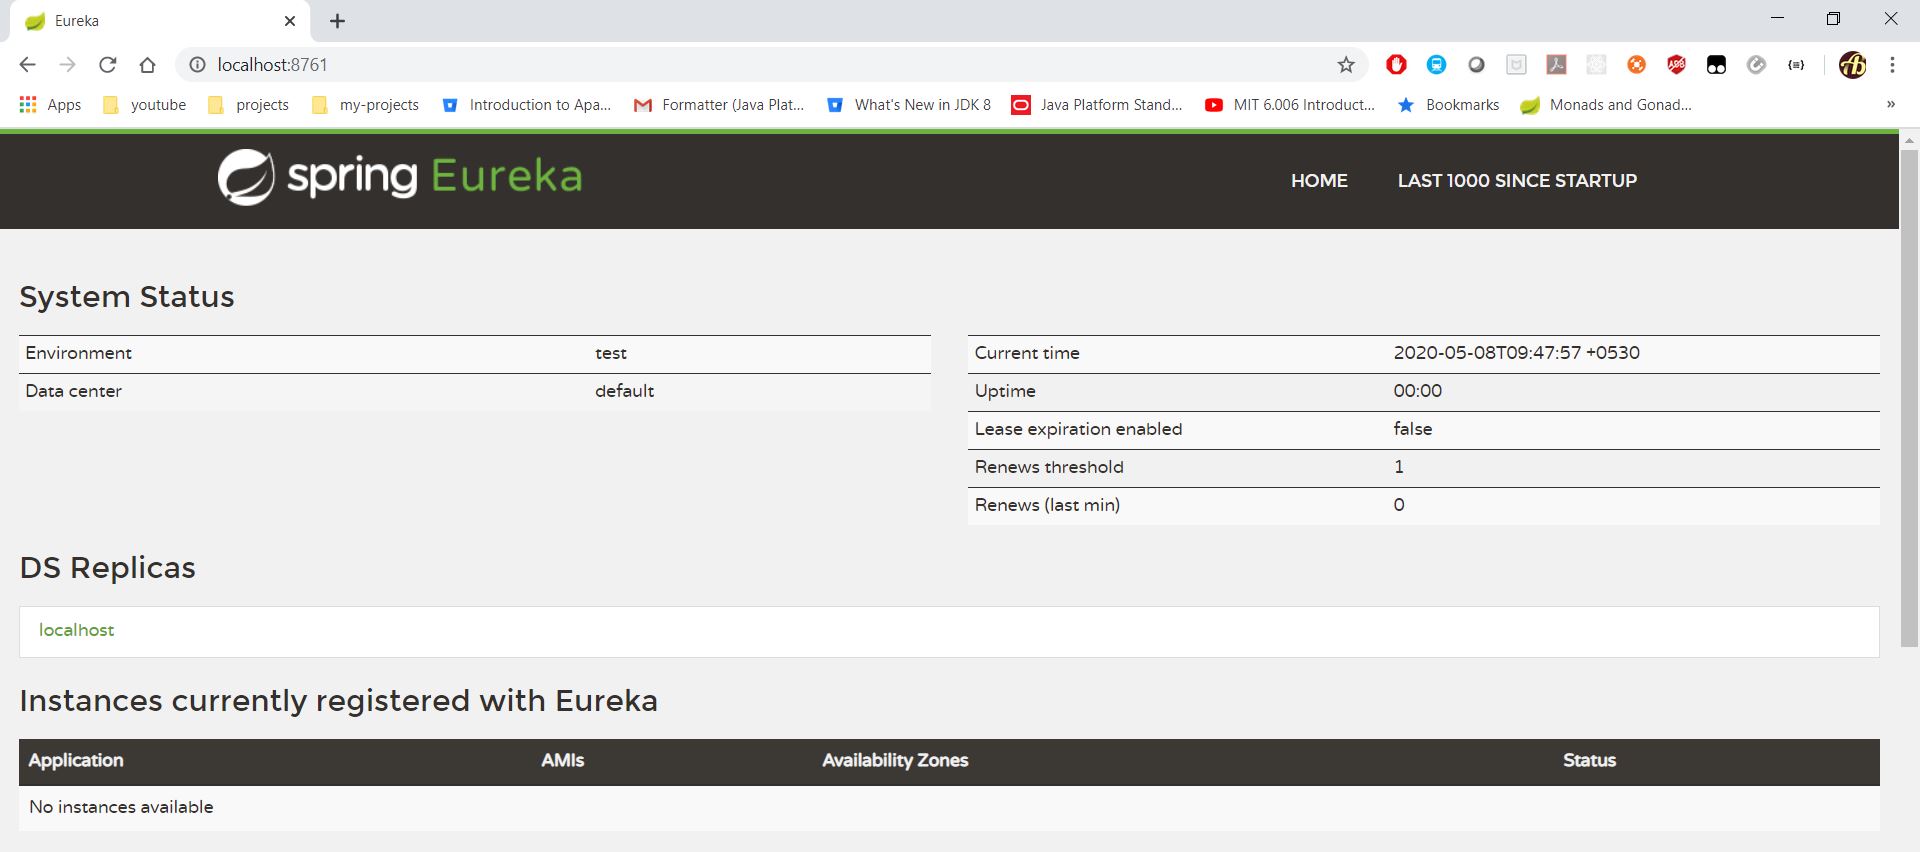 Eureka
localhost:8761
Apps youtube projects my-projects Introduction to Apa... Formatter (Java Plat... What's New in JDK 8 Java Platform Stand... MIT 6.006 Introduct... Bookmarks Monads and Gonad... »
spring Eureka HOME LAST 1000 SINCE STARTUP
System Status
Environment test
Data center default
Current time 2020-05-08T09:47:57 +0530
Uptime 00:00
Lease expiration enabled false
Renews threshold 1
Renews (last min) 0
DS Replicas
localhost
Instances currently registered with Eureka
Application AMIs Availability Zones Status
No instances available